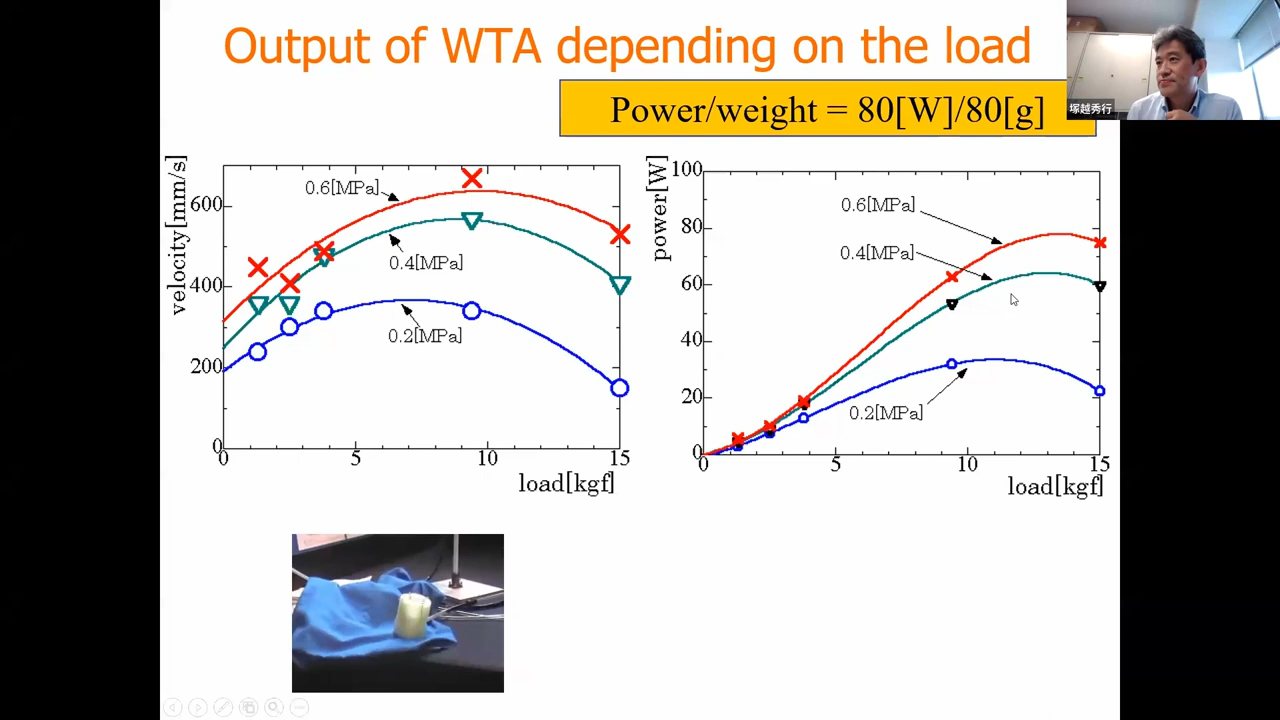 Output of WTA depending on the load
Power/weight = 80[W]/80[g]
塚越秀行
velocity[mm/s]
600
400
200
0
0.6[MPa]
0.4[MPa]
0.2[MPa]
0
5
10
15
load[kgf]
power[W]
100
80
60
40
20
0
0.6[MPa]
0.4[MPa]
0.2[MPa]
0
5
10
15
load[kgf]